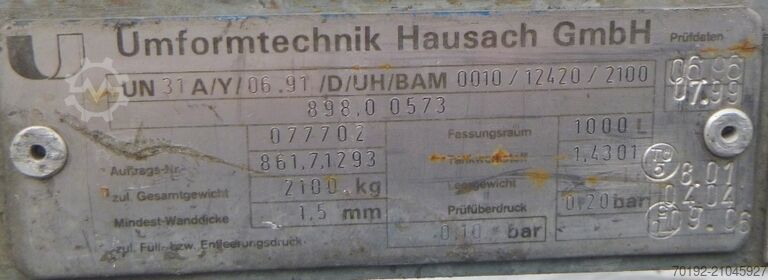 Umformtechnik Hausach GmbH Prüfdaten
UN 31A/Y/06.91/D/UH/BAM 0010/12420/2100 06.96
898.0 0573 07.99
077702 Fassungsraum 1000 L
Auftrags-Nr. 861.7.1293 Tankwerkstoff 1,4301
zul. Gesamtgewicht 2100 kg Leergewicht 8.01
Mindest-Wanddicke 1,5 mm Prüfüberdruck 0,20 bar 04.04
zul. Füll- bzw. Entleerungsdruck 0,10 bar 09.06
70192-21045927